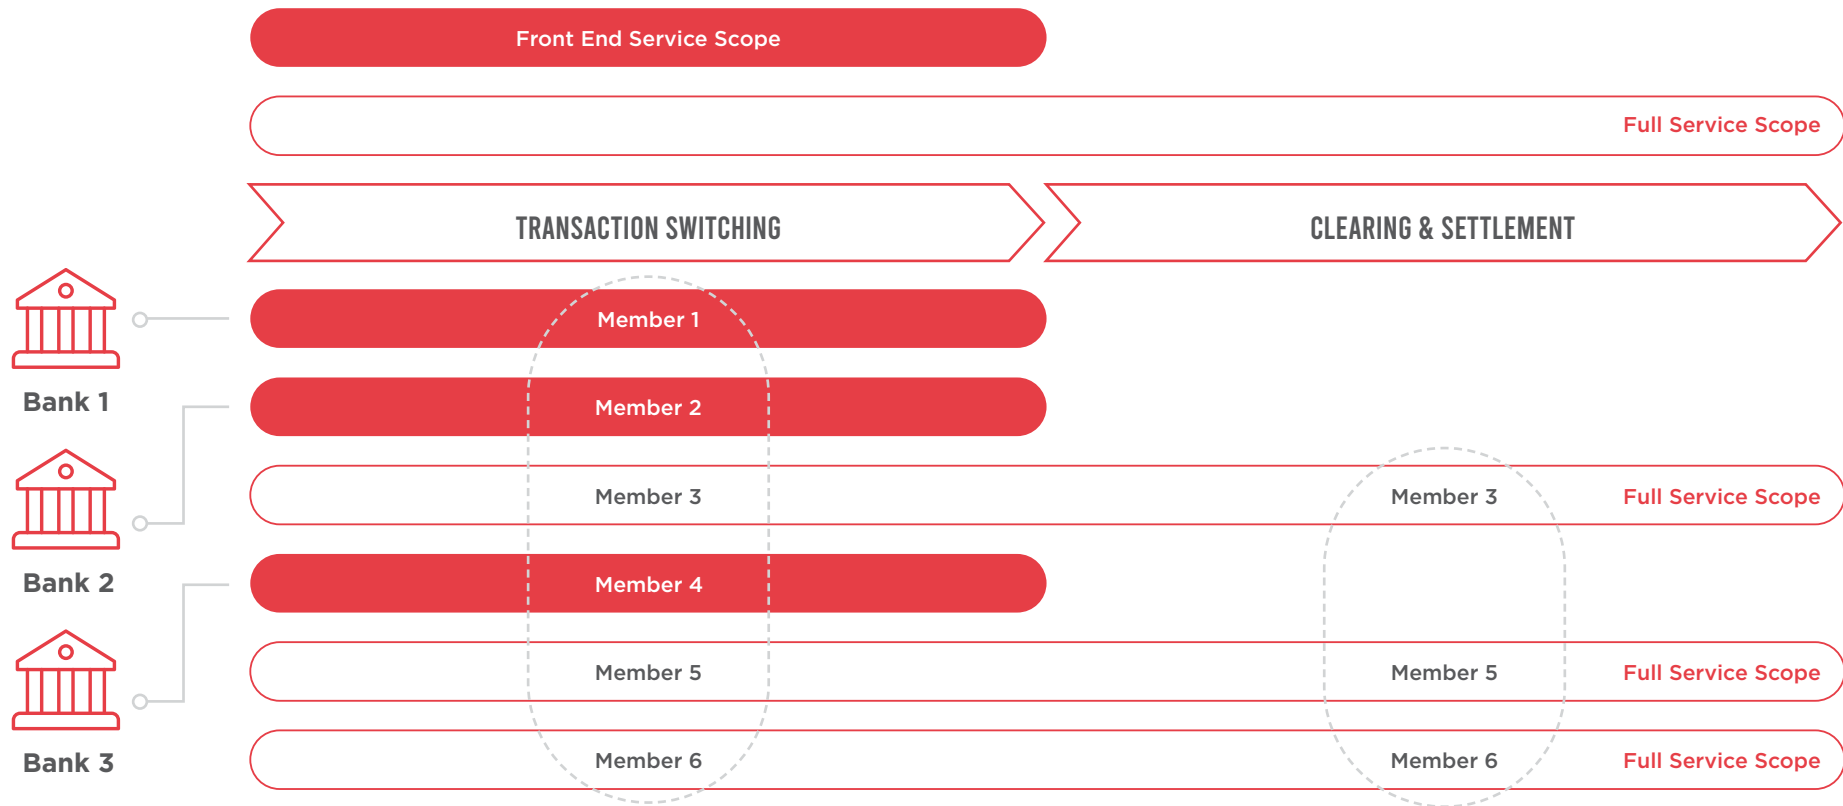 Front End Service Scope
Full Service Scope
TRANSACTION SWITCHING
CLEARING & SETTLEMENT
Member 1
Bank 1
Member 2
Member 3
Member 3
Full Service Scope
Bank 2
Member 4
Member 5
Member 5
Full Service Scope
Bank 3
Member 6
Member 6
Full Service Scope